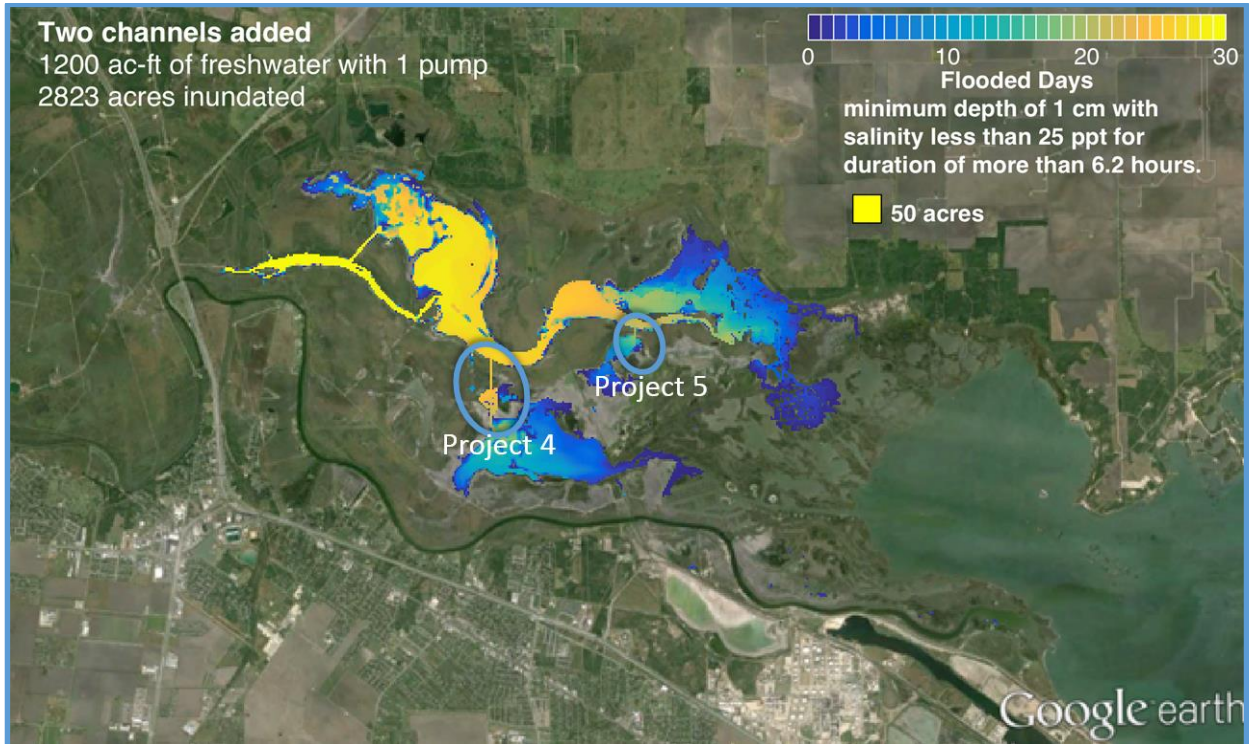 Two channels added
1200 ac-ft of freshwater with 1 pump
2823 acres inundated
0 10 20 30
Flooded Days
minimum depth of 1 cm with
salinity less than 25 ppt for
duration of more than 6.2 hours.
50 acres
Project 5
Project 4
Google earth